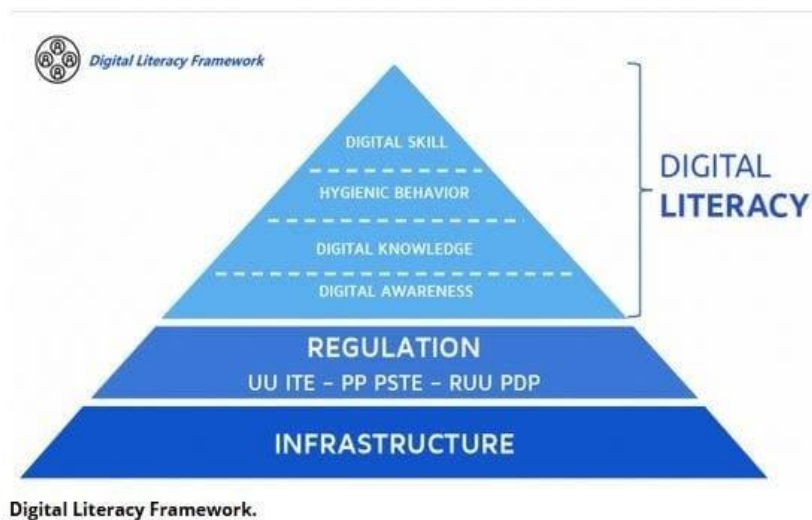 Digital Literacy Framework
DIGITAL SKILL
HYGIENIC BEHAVIOR
DIGITAL KNOWLEDGE
DIGITAL AWARENESS
DIGITAL
LITERACY
REGULATION
UU ITE – PP PSTE – RUU PDP
INFRASTRUCTURE
Digital Literacy Framework.